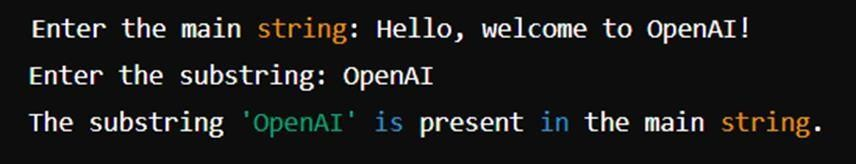 Enter the main string: Hello, welcome to OpenAI!
Enter the substring: OpenAI
The substring 'OpenAI' is present in the main string.